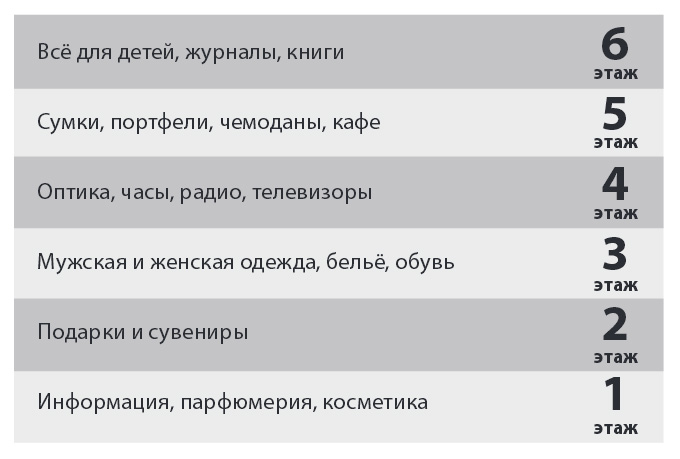 Всё для детей, журналы, книги 6 этаж
Сумки, портфели, чемоданы, кафе 5 этаж
Оптика, часы, радио, телевизоры 4 этаж
Мужская и женская одежда, бельё, обувь 3 этаж
Подарки и сувениры 2 этаж
Информация, парфюмерия, косметика 1 этаж